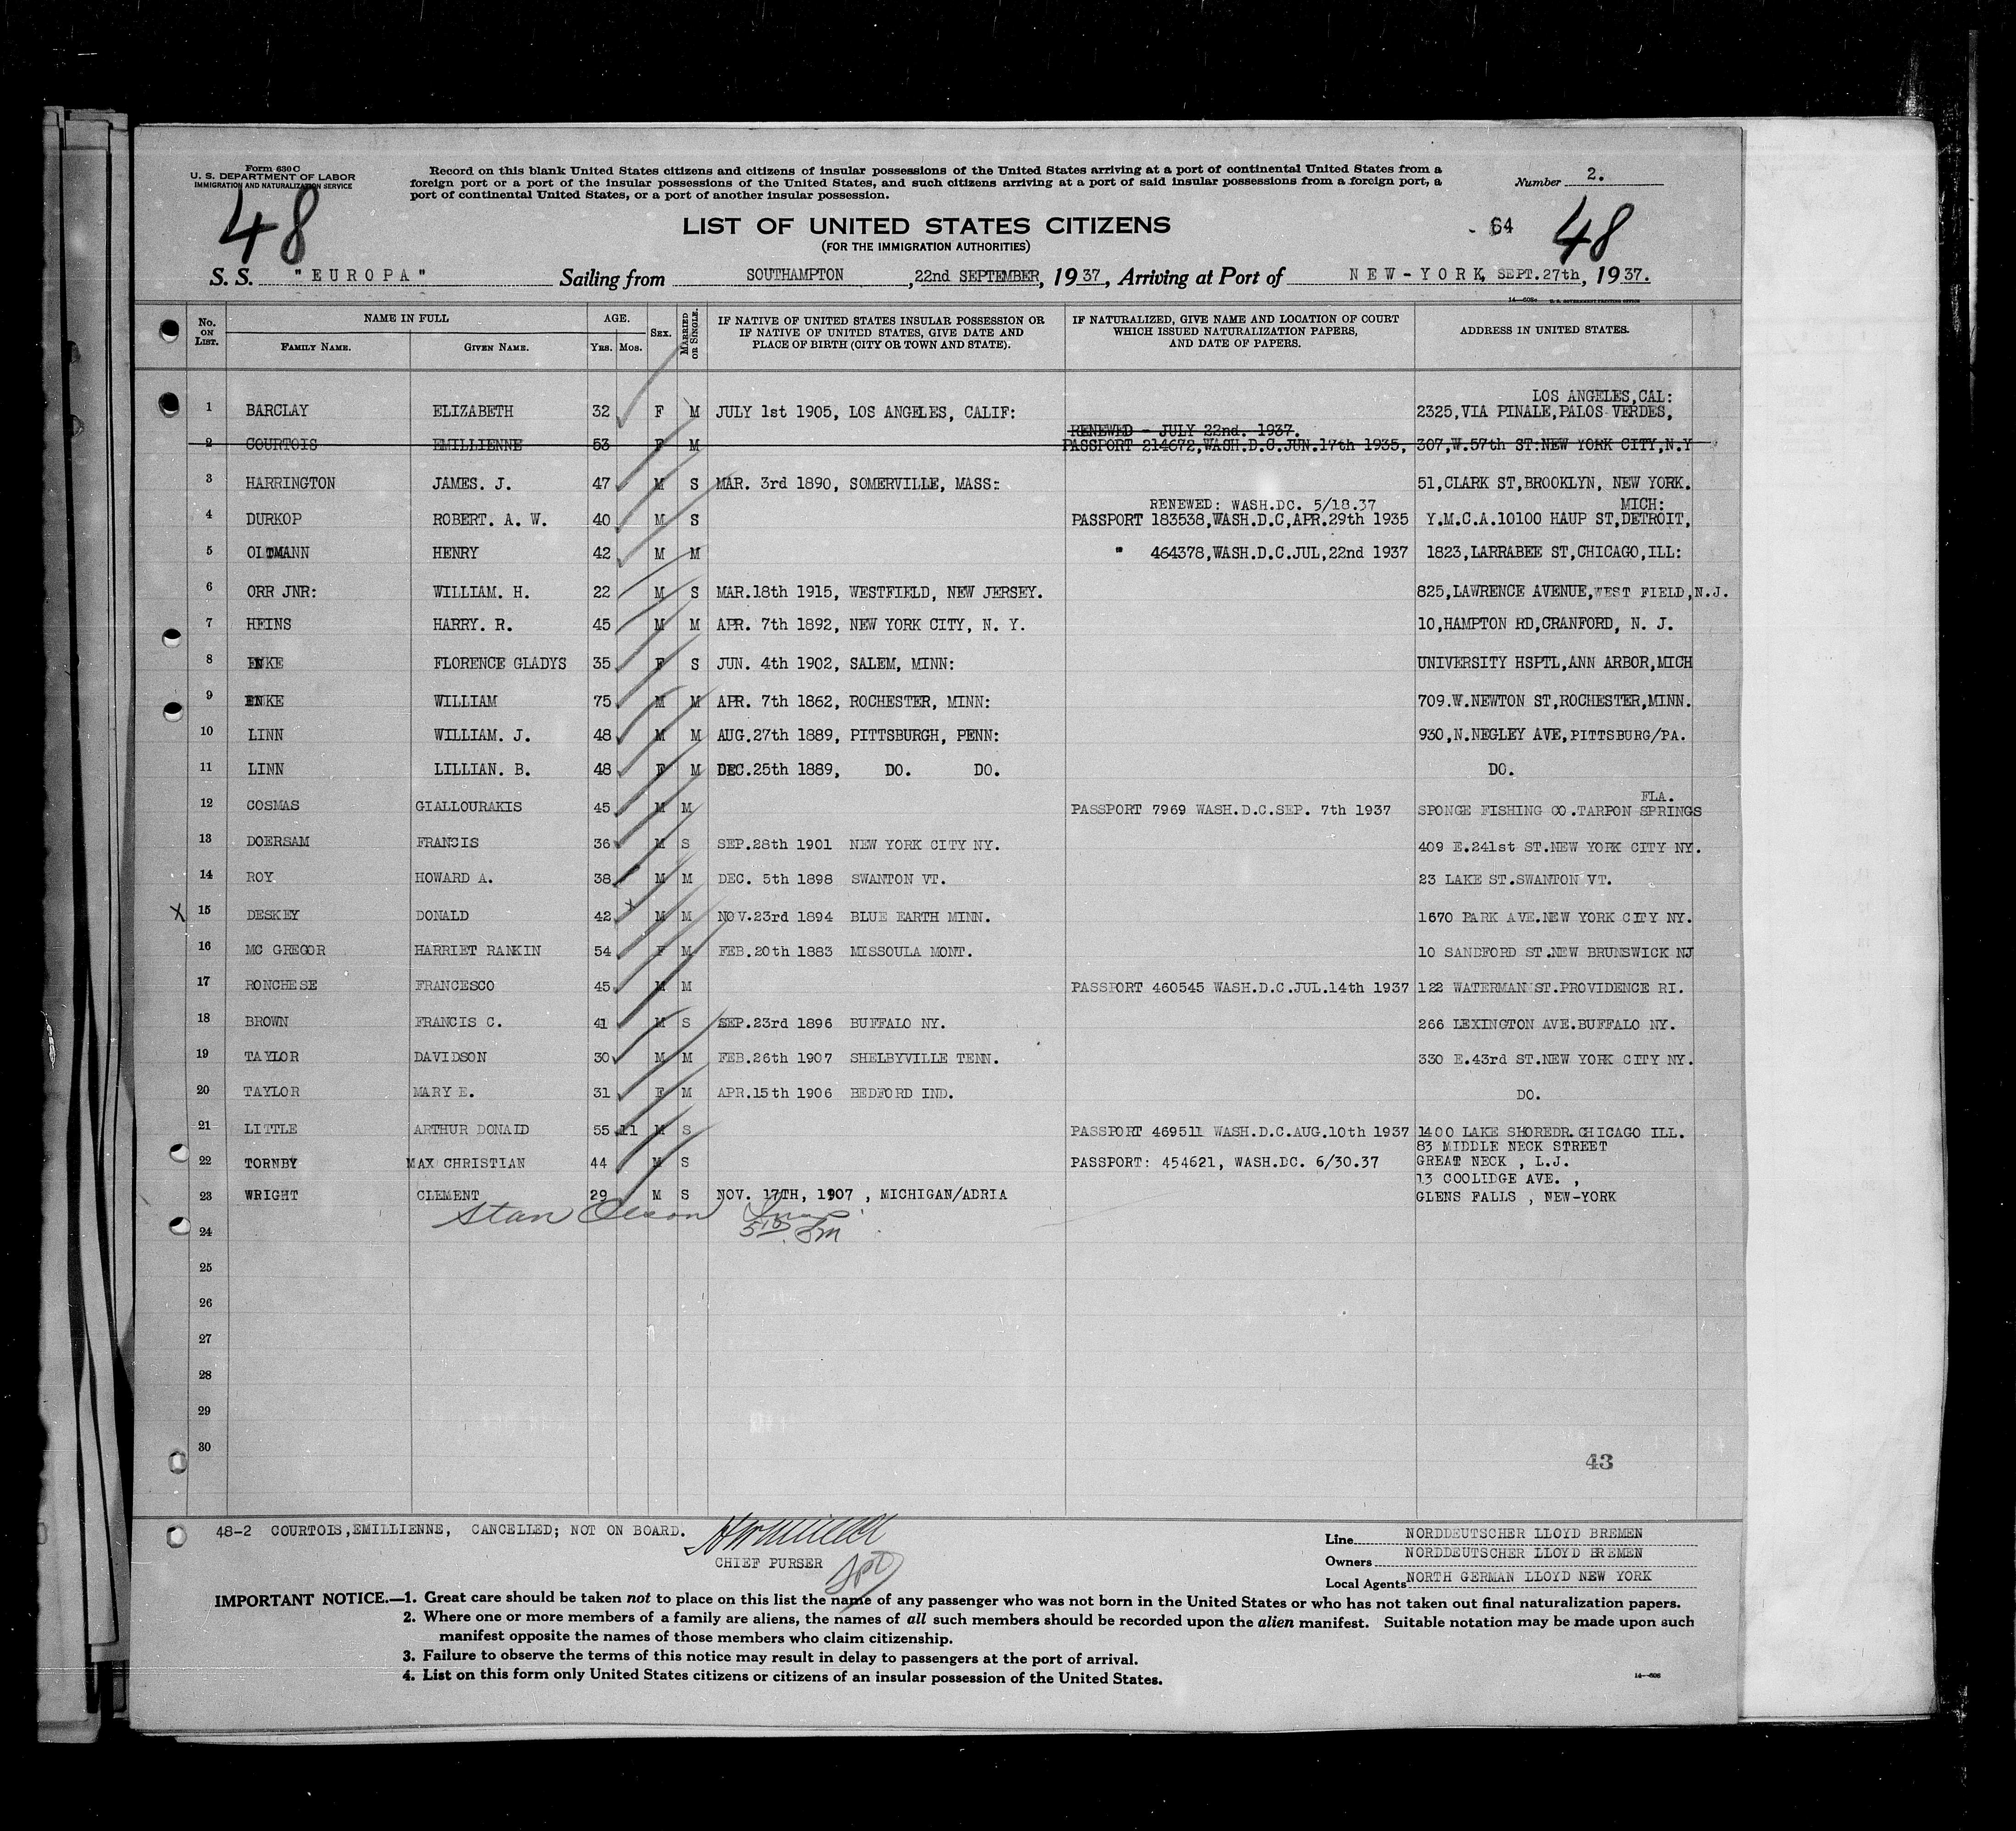 Form 630 C
U. S. DEPARTMENT OF LABOR
IMMIGRATION AND NATURALIZATION SERVICE
Record on this blank United States citizens and citizens of insular possessions of the United States arriving at a port of continental United States from a
foreign port or a port of the insular possessions of the United States, and such citizens arriving at a port of said insular possessions from a foreign port, a
port of continental United States, or a port of another insular possession.
Number 2.
48
LIST OF UNITED STATES CITIZENS
(FOR THE IMMIGRATION AUTHORITIES)
64 48
S. S. "EUROPA" Sailing from SOUTHAMPTON, 22nd SEPTEMBER, 1937, Arriving at Port of NEW-YORK, SEPT.27th, 1937.
No. ON LIST. NAME IN FULL FAMILY NAME. GIVEN NAME. AGE. YRS. MOS. SEX. MARRIED OR SINGLE. IF NATIVE OF UNITED STATES INSULAR POSSESSION OR IF NATIVE OF UNITED STATES, GIVE DATE AND PLACE OF BIRTH (CITY OR TOWN AND STATE). IF NATURALIZED, GIVE NAME AND LOCATION OF COURT WHICH ISSUED NATURALIZATION PAPERS, AND DATE OF PAPERS. ADDRESS IN UNITED STATES.
LOS ANGELES,CAL:
1 BARCLAY ELIZABETH 32 F M JULY 1st 1905, LOS ANGELES, CALIF: 2325,VIA PINALE,PALOS VERDES,
RENEWED - JULY 22nd. 1937.
2 COURTOIS EMILLIENNE 53 F M PASSPORT 214672,WASH.D.C.JUN.17th 1935, 307,W.57th ST:NEW YORK CITY,N.Y
3 HARRINGTON JAMES. J. 47 M S MAR. 3rd 1890, SOMERVILLE, MASS: 51,CLARK ST,BROOKLYN, NEW YORK.
RENEWED: WASH.DC. 5/18.37 MICH:
4 DURKOP ROBERT. A. W. 40 M S PASSPORT 183538,WASH.D.C,APR.29th 1935 Y.M.C.A.10100 HAUP ST,DETROIT,
5 OLTMANN HENRY 42 M M " 464378,WASH.D.C.JUL,22nd 1937 1823,LARRABEE ST,CHICAGO,ILL:
6 ORR JNR: WILLIAM. H. 22 M S MAR.18th 1915, WESTFIELD, NEW JERSEY. 825,LAWRENCE AVENUE,WEST FIELD,N.J.
7 HEINS HARRY. R. 45 M M APR. 7th 1892, NEW YORK CITY, N. Y. 10,HAMPTON RD,CRANFORD, N. J.
8 ENKE FLORENCE GLADYS 35 F S JUN. 4th 1902, SALEM, MINN: UNIVERSITY HSPTL,ANN ARBOR,MICH
9 ENKE WILLIAM 75 M M APR. 7th 1862, ROCHESTER, MINN: 709.W.NEWTON ST,ROCHESTER,MINN.
10 LINN WILLIAM. J. 48 M M AUG.27th 1889, PITTSBURGH, PENN: 930,N.NEGLEY AVE,PITTSBURG/PA.
11 LINN LILLIAN. B. 48 F M DEC.25th 1889, DO. DO. DO.
FLA.
12 COSMAS GIALLOURAKIS 45 M M PASSPORT 7969 WASH.D.C.SEP. 7th 1937 SPONGE FISHING CO.TARPON SPRINGS
13 DOERSAM FRANCIS 36 M S SEP.28th 1901 NEW YORK CITY NY. 409 E.241st ST.NEW YORK CITY NY.
14 ROY HOWARD A. 38 M M DEC. 5th 1898 SWANTON VT. 23 LAKE ST.SWANTON VT.
X 15 DESKEY DONALD 42 X M M NOV.23rd 1894 BLUE EARTH MINN. 1670 PARK AVE.NEW YORK CITY NY.
16 MC GREGOR HARRIET RANKIN 54 F M FEB.20th 1883 MISSOULA MONT. 10 SANDFORD ST.NEW BRUNSWICK NJ
17 RONCHESE FRANCESCO 45 M M PASSPORT 460545 WASH.D.C.JUL.14th 1937 122 WATERMAN ST.PROVIDENCE RI.
18 BROWN FRANCIS C. 41 M S SEP.23rd 1896 BUFFALO NY. 266 LEXINGTON AVE.BUFFALO NY.
19 TAYLOR DAVIDSON 30 M M FEB.26th 1907 SHELBYVILLE TENN. 330 E.43rd ST.NEW YORK CITY NY.
20 TAYLOR MARY E. 31 F M APR.15th 1906 BEDFORD IND. DO.
21 LITTLE ARTHUR DONAID 55 11 M S PASSPORT 469511 WASH.D.C.AUG.10th 1937 1400 LAKE SHOREDR.CHICAGO ILL.
83 MIDDLE NECK STREET
22 TORNBY MAX CHRISTIAN 44 M S PASSPORT: 454621, WASH.DC. 6/30.37 GREAT NECK , L.J.
13 COOLIDGE AVE. ,
23 WRIGHT CLEMENT 29 M S NOV. 17TH, 1907 , MICHIGAN/ADRIA GLENS FALLS , NEW-YORK
Stan Olson
24
25
26
27
28
29
30
43
48-2 COURTOIS,EMILLIENNE, CANCELLED; NOT ON BOARD.
CHIEF PURSER
Line NORDDEUTSCHER LLOYD BREMEN
Owners NORDDEUTSCHER LLOYD BREMEN
Local Agents NORTH GERMAN LLOYD NEW YORK
IMPORTANT NOTICE.—1. Great care should be taken not to place on this list the name of any passenger who was not born in the United States or who has not taken out final naturalization papers.
2. Where one or more members of a family are aliens, the names of all such members should be recorded upon the alien manifest. Suitable notation may be made upon such
manifest opposite the names of those members who claim citizenship.
3. Failure to observe the terms of this notice may result in delay to passengers at the port of arrival.
4. List on this form only United States citizens or citizens of an insular possession of the United States.